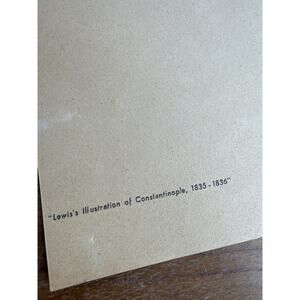 "Lewis's Illustration of Constantinople, 1835-1836"